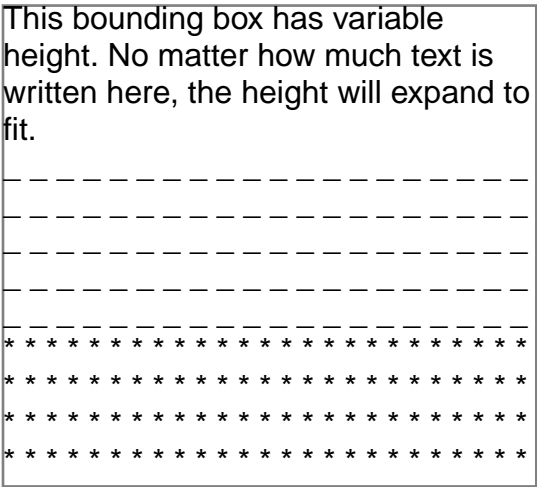 This bounding box has variable
height. No matter how much text is
written here, the height will expand to
fit.
_ _ _ _ _ _ _ _ _ _ _ _ _ _ _ _ _ _ _ _
_ _ _ _ _ _ _ _ _ _ _ _ _ _ _ _ _ _ _ _
_ _ _ _ _ _ _ _ _ _ _ _ _ _ _ _ _ _ _ _
_ _ _ _ _ _ _ _ _ _ _ _ _ _ _ _ _ _ _ _
_ _ _ _ _ _ _ _ _ _ _ _ _ _ _ _ _ _ _ _
* * * * * * * * * * * * * * * * * * * * * * * * *
* * * * * * * * * * * * * * * * * * * * * * * * *
* * * * * * * * * * * * * * * * * * * * * * * * *
* * * * * * * * * * * * * * * * * * * * * * * * *